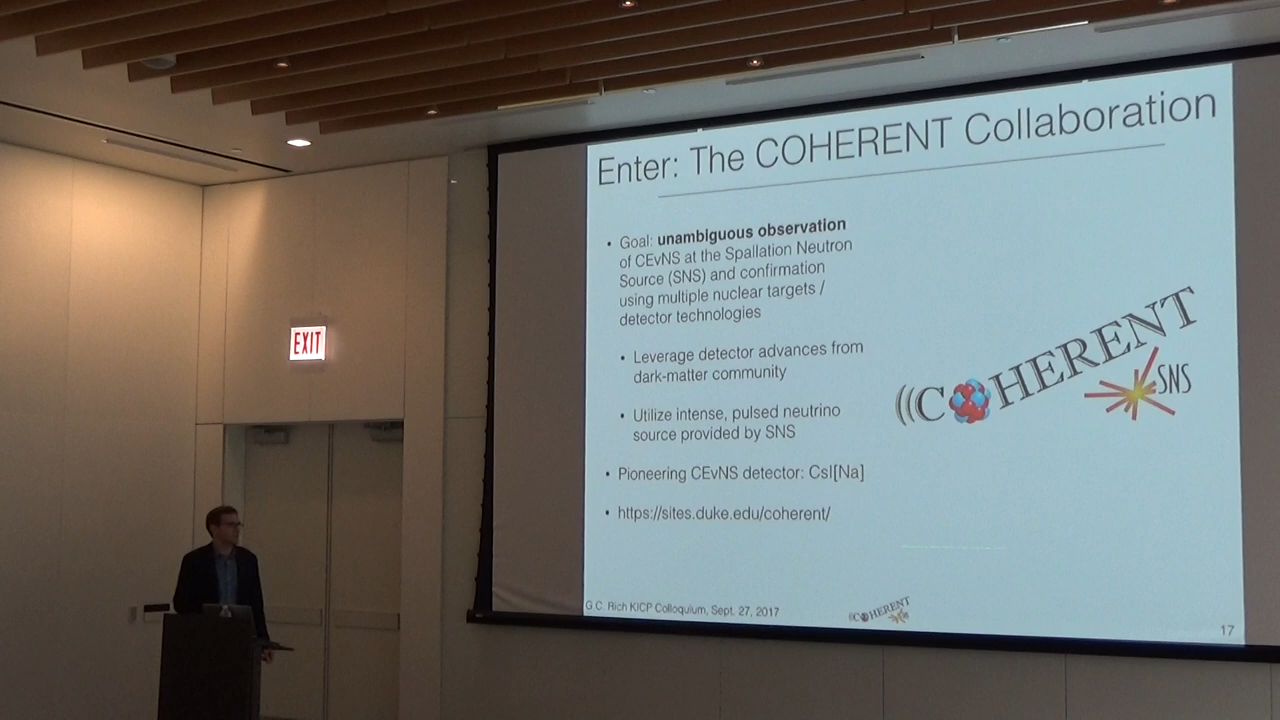 Enter: The COHERENT Collaboration
• Goal: unambiguous observation
of CEvNS at the Spallation Neutron
Source (SNS) and confirmation
using multiple nuclear targets /
detector technologies
• Leverage detector advances from
dark-matter community
• Utilize intense, pulsed neutrino
source provided by SNS
• Pioneering CEvNS detector: CsI[Na]
• https://sites.duke.edu/coherent/
((COHERENT
SNS
EXIT
G.C. Rich KICP Colloquium, Sept. 27, 2017
((COHERENT
17